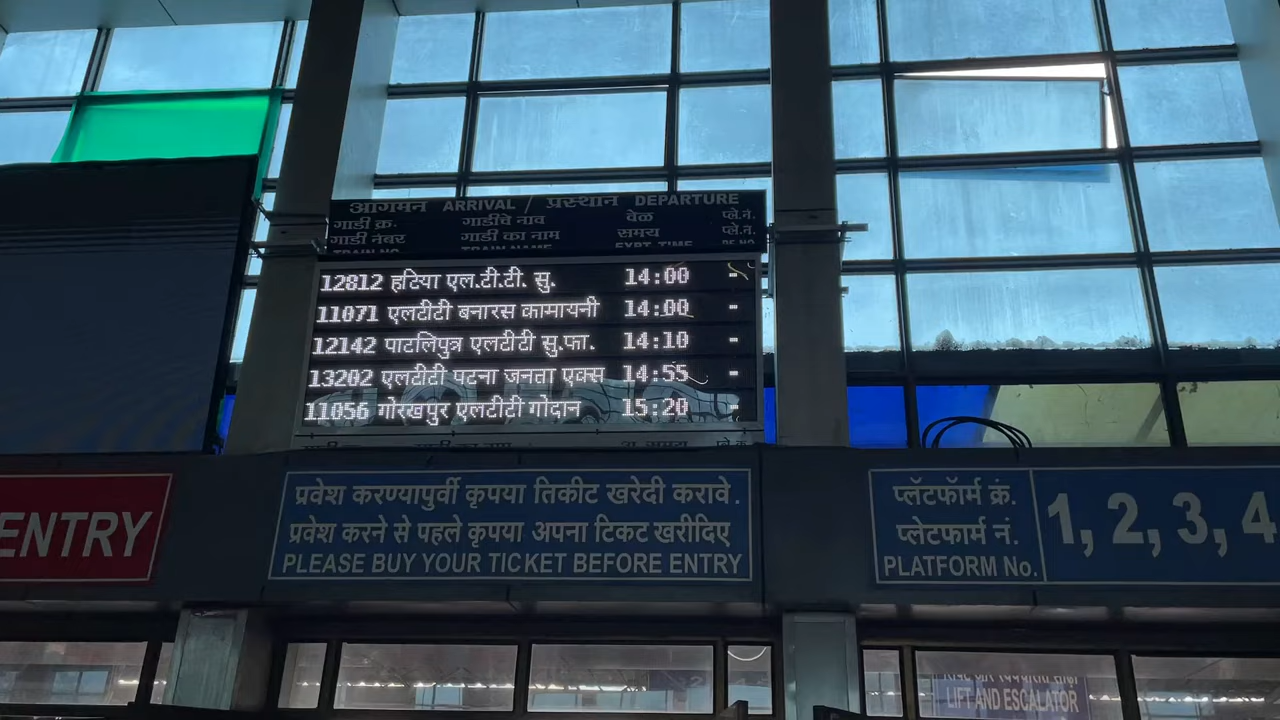 आगमन ARRIVAL / प्रस्थान DEPARTURE
गाडी क्र. गाडीचे नाव वेळ प्ले.नं.
गाडी नंबर गाडी का नाम समय प्ले.नं.
TRAIN NO. TRAIN NAME EXPT. TIME PF NO.
12812 हटिया एल.टी.टी. सु. 14:00 -
11071 एलटीटी बनारस कामायनी 14:00 -
12142 पाटलिपुत्र एलटीटी सु.फा. 14:10 -
13202 एलटीटी पटना जनता एक्स 14:55 -
11056 गोरखपुर एलटीटी गोदान 15:20 -
ENTRY
प्रवेश करण्यापुर्वी कृपया तिकीट खरेदी करावे.
प्रवेश करने से पहले कृपया अपना टिकट खरीदिए
PLEASE BUY YOUR TICKET BEFORE ENTRY
प्लॅटफॉर्म क्रं.
प्लेटफार्म नं.
PLATFORM No.
1, 2, 3, 4
LIFT AND ESCALATOR